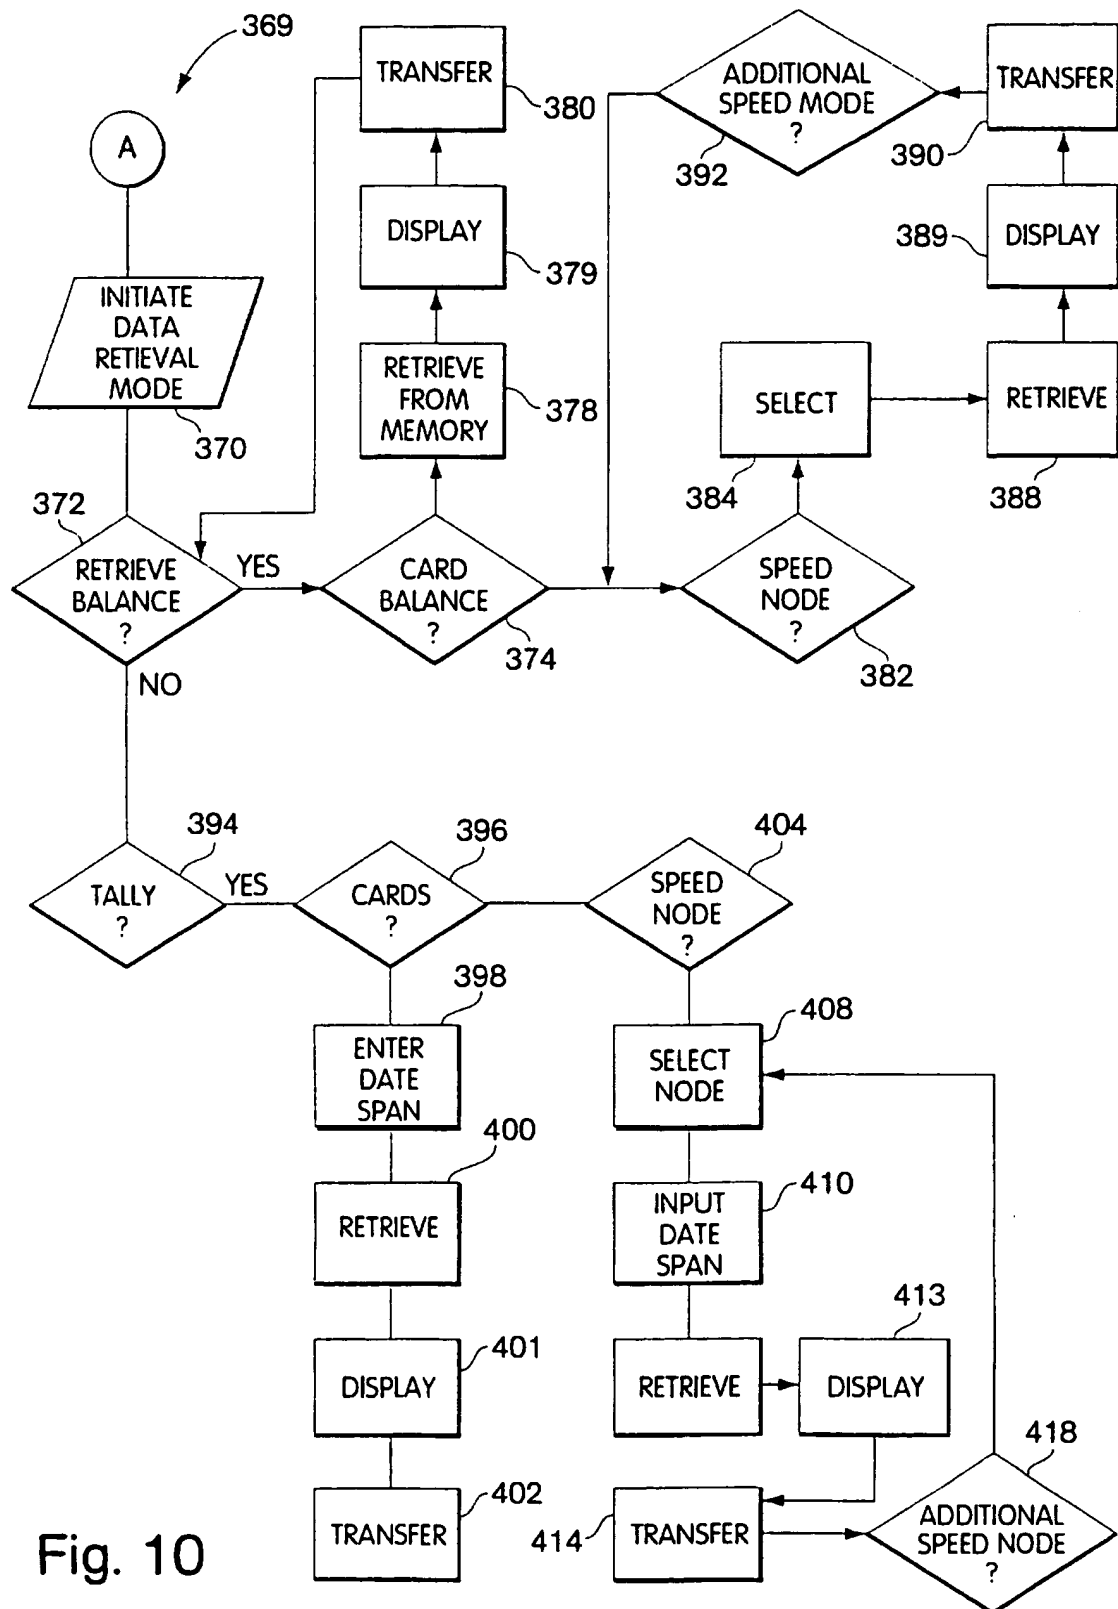 369
A
INITIATE
DATA
RETIEVAL
MODE
370
372
RETRIEVE
BALANCE
?
YES
NO
CARD
BALANCE
?
374
RETRIEVE
FROM
MEMORY
378
DISPLAY
379
TRANSFER
380
SPEED
NODE
?
382
SELECT
384
RETRIEVE
388
DISPLAY
389
TRANSFER
390
ADDITIONAL
SPEED MODE
?
392
TALLY
?
394
YES
CARDS
?
396
ENTER
DATE
SPAN
398
RETRIEVE
400
DISPLAY
401
TRANSFER
402
SPEED
NODE
?
404
SELECT
NODE
408
INPUT
DATE
SPAN
410
RETRIEVE
DISPLAY
413
TRANSFER
414
ADDITIONAL
SPEED NODE
?
418
Fig. 10